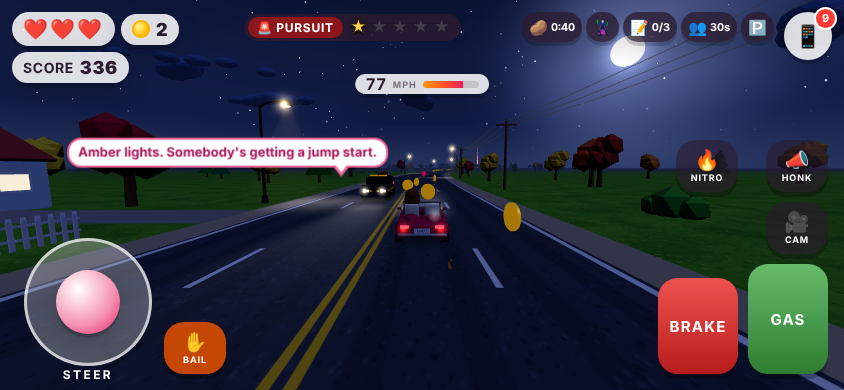 2
PURSUIT
0:40
0/3
30s
P
9
SCORE 336
77 MPH
Amber lights. Somebody's getting a jump start.
NITRO
HONK
CAM
BRAKE
GAS
BAIL
STEER